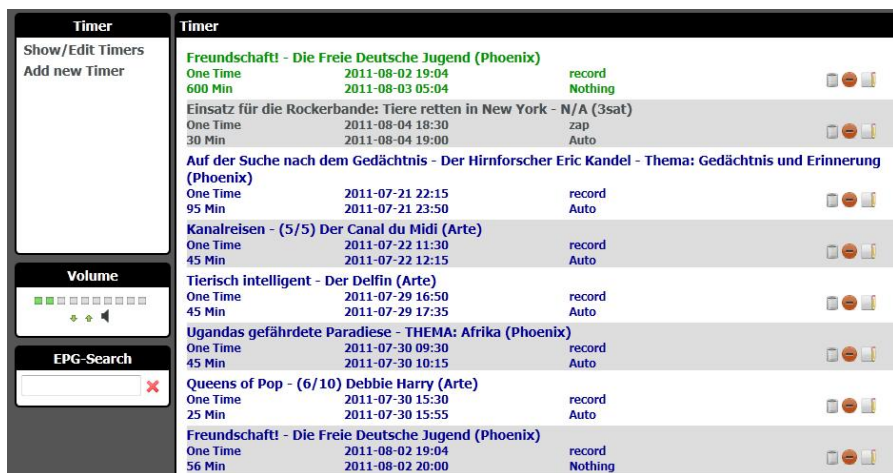 Timer
Show/Edit Timers
Add new Timer
Volume
EPG-Search
Timer
Freundschaft! - Die Freie Deutsche Jugend (Phoenix)
One Time 2011-08-02 19:04 record
600 Min 2011-08-03 05:04 Nothing
Einsatz für die Rockerbande: Tiere retten in New York - N/A (3sat)
One Time 2011-08-04 18:30 zap
30 Min 2011-08-04 19:00 Auto
Auf der Suche nach dem Gedächtnis - Der Hirnforscher Eric Kandel - Thema: Gedächtnis und Erinnerung
(Phoenix)
One Time 2011-07-21 22:15 record
95 Min 2011-07-21 23:50 Auto
Kanalreisen - (5/5) Der Canal du Midi (Arte)
One Time 2011-07-22 11:30 record
45 Min 2011-07-22 12:15 Auto
Tierisch intelligent - Der Delfin (Arte)
One Time 2011-07-29 16:50 record
45 Min 2011-07-29 17:35 Auto
Ugandas gefährdete Paradiese - THEMA: Afrika (Phoenix)
One Time 2011-07-30 09:30 record
45 Min 2011-07-30 10:15 Auto
Queens of Pop - (6/10) Debbie Harry (Arte)
One Time 2011-07-30 15:30 record
25 Min 2011-07-30 15:55 Auto
Freundschaft! - Die Freie Deutsche Jugend (Phoenix)
One Time 2011-08-02 19:04 record
56 Min 2011-08-02 20:00 Nothing